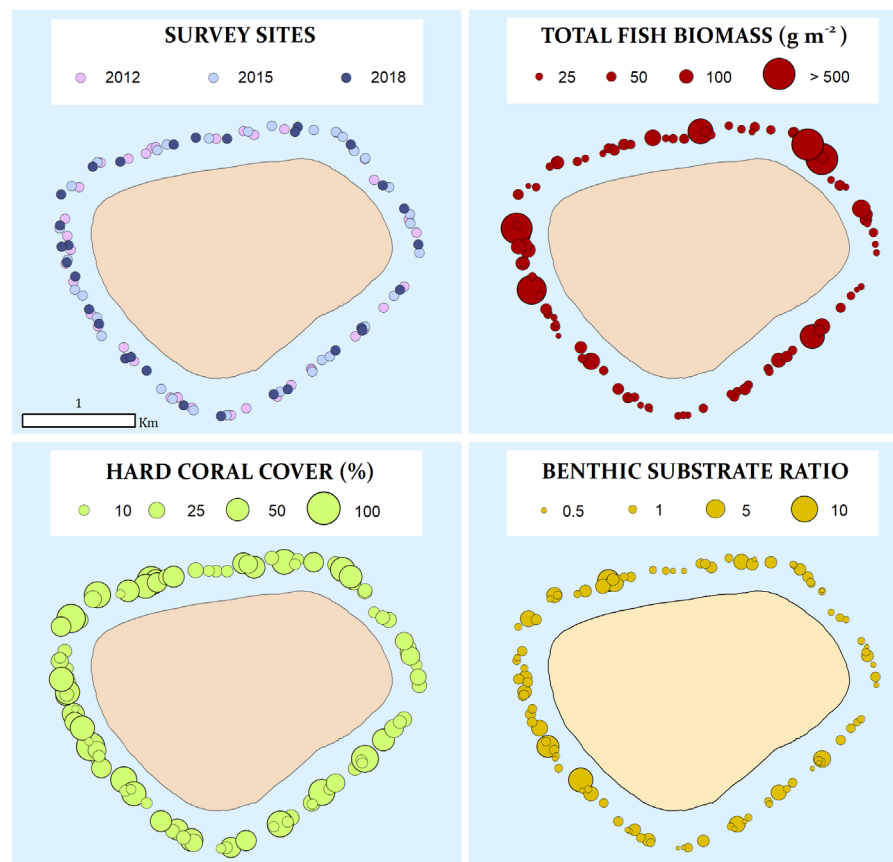 SURVEY SITES
2012 2015 2018
1
Km
TOTAL FISH BIOMASS (g m⁻²)
25 50 100 > 500
HARD CORAL COVER (%)
10 25 50 100
BENTHIC SUBSTRATE RATIO
0.5 1 5 10